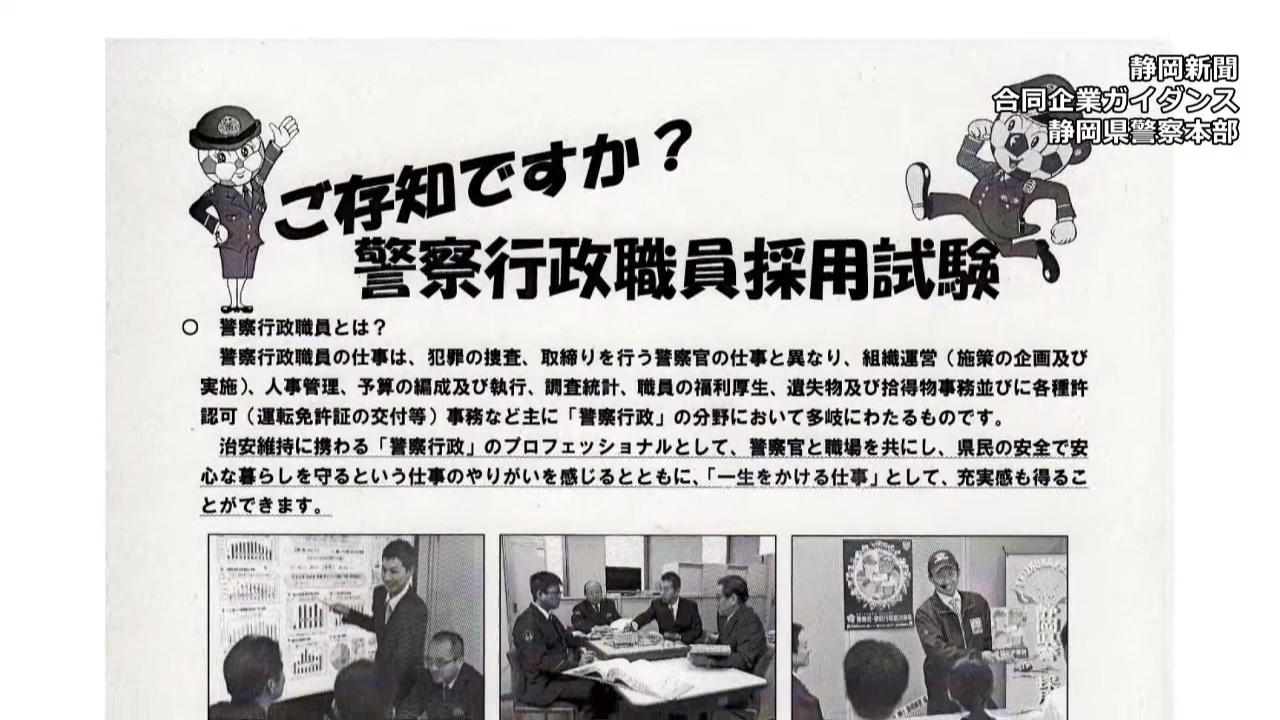 静岡新聞
合同企業ガイダンス
静岡県警察本部
ご存知ですか？
警察行政職員採用試験
○　警察行政職員とは？
　警察行政職員の仕事は、犯罪の捜査、取締りを行う警察官の仕事と異なり、組織運営（施策の企画及び
実施）、人事管理、予算の編成及び執行、調査統計、職員の福利厚生、遺失物及び拾得物事務並びに各種許
認可（運転免許証の交付等）事務など主に「警察行政」の分野において多岐にわたるものです。
　治安維持に携わる「警察行政」のプロフェッショナルとして、警察官と職場を共にし、県民の安全で安
心な暮らしを守るという仕事のやりがいを感じるとともに、「一生をかける仕事」として、充実感も得るこ
とができます。